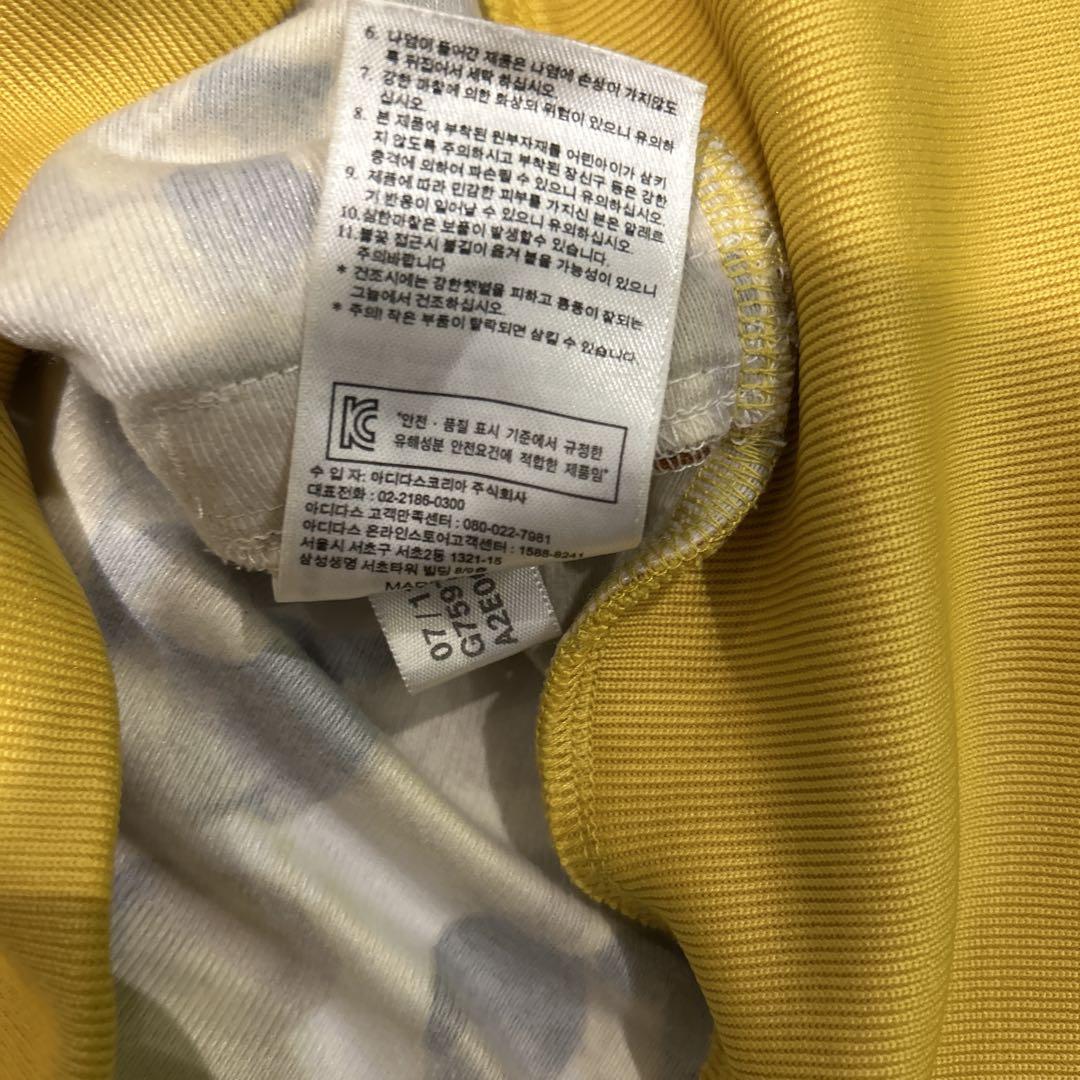 6. 나염이 들어간 제품은 나염에 손상이 가지않도
록 뒤집어서 세탁 하십시오.
7. 강한 마찰에 의한 화상의 위험이 있으니 유의하
십시오.
8. 본 제품에 부착된 원부자재를 어린아이가 삼키
지 않도록 주의하시고 부착된 장신구 등은 강한
충격에 의하여 파손될 수 있으니 유의하십시오.
9. 제품에 따라 민감한 피부를 가지신 분은 알레르
기 반응이 일어날 수 있으니 유의하십시오.
10. 심한마찰은 보풀이 발생할수 있습니다.
11. 불꽃 접근시 불길이 옮겨 붙을 가능성이 있으니
주의바랍니다
* 건조시에는 강한햇볕을 피하고 통풍이 잘되는
그늘에서 건조하십시오.
* 주의! 작은 부품이 탈락되면 삼킬 수 있습니다.
KC
"안전 · 품질 표시 기준에서 규정한
유해성분 안전요건에 적합한 제품임"
수 입 자: 아디다스코리아 주식회사
대표전화 : 02-2186-0300
아디다스 고객만족센터 : 080-022-7981
아디다스 온라인스토어고객센터 : 1588-8241
서울시 서초구 서초2동 1321-15
삼성생명 서초타워 빌딩
07/1
G759
A2E0